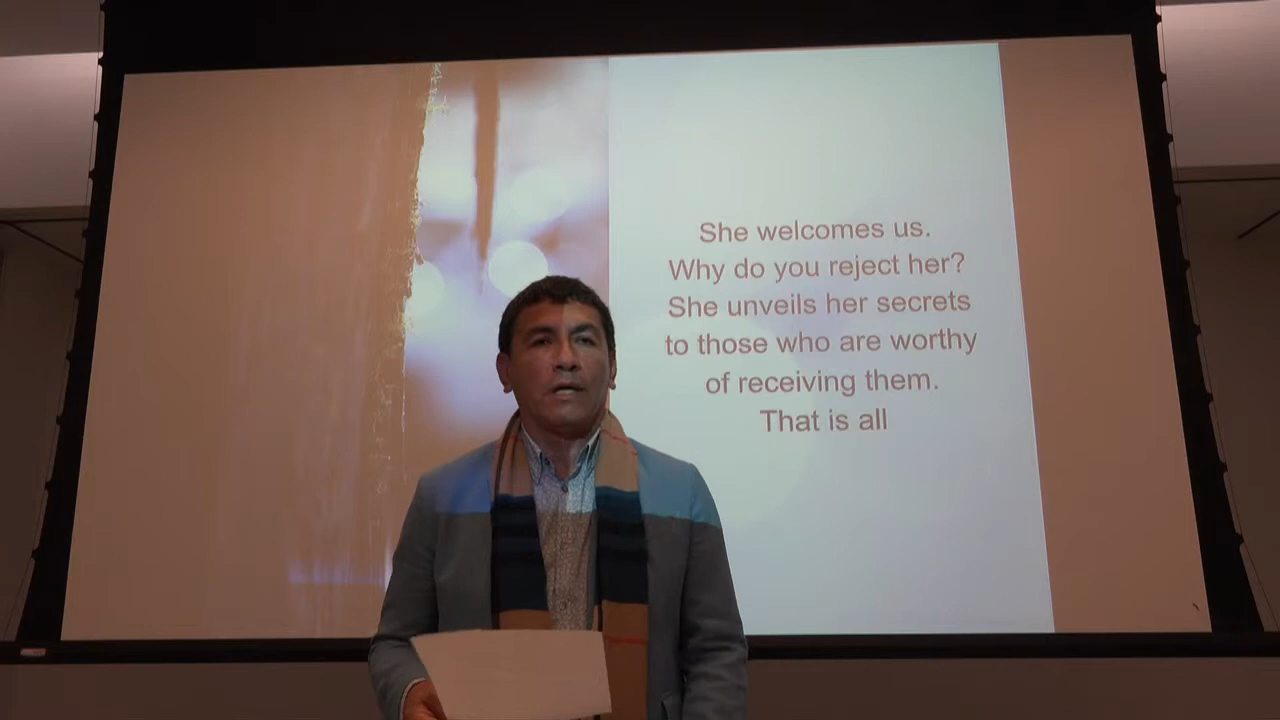 She welcomes us.
Why do you reject her?
She unveils her secrets
to those who are worthy
of receiving them.
That is all